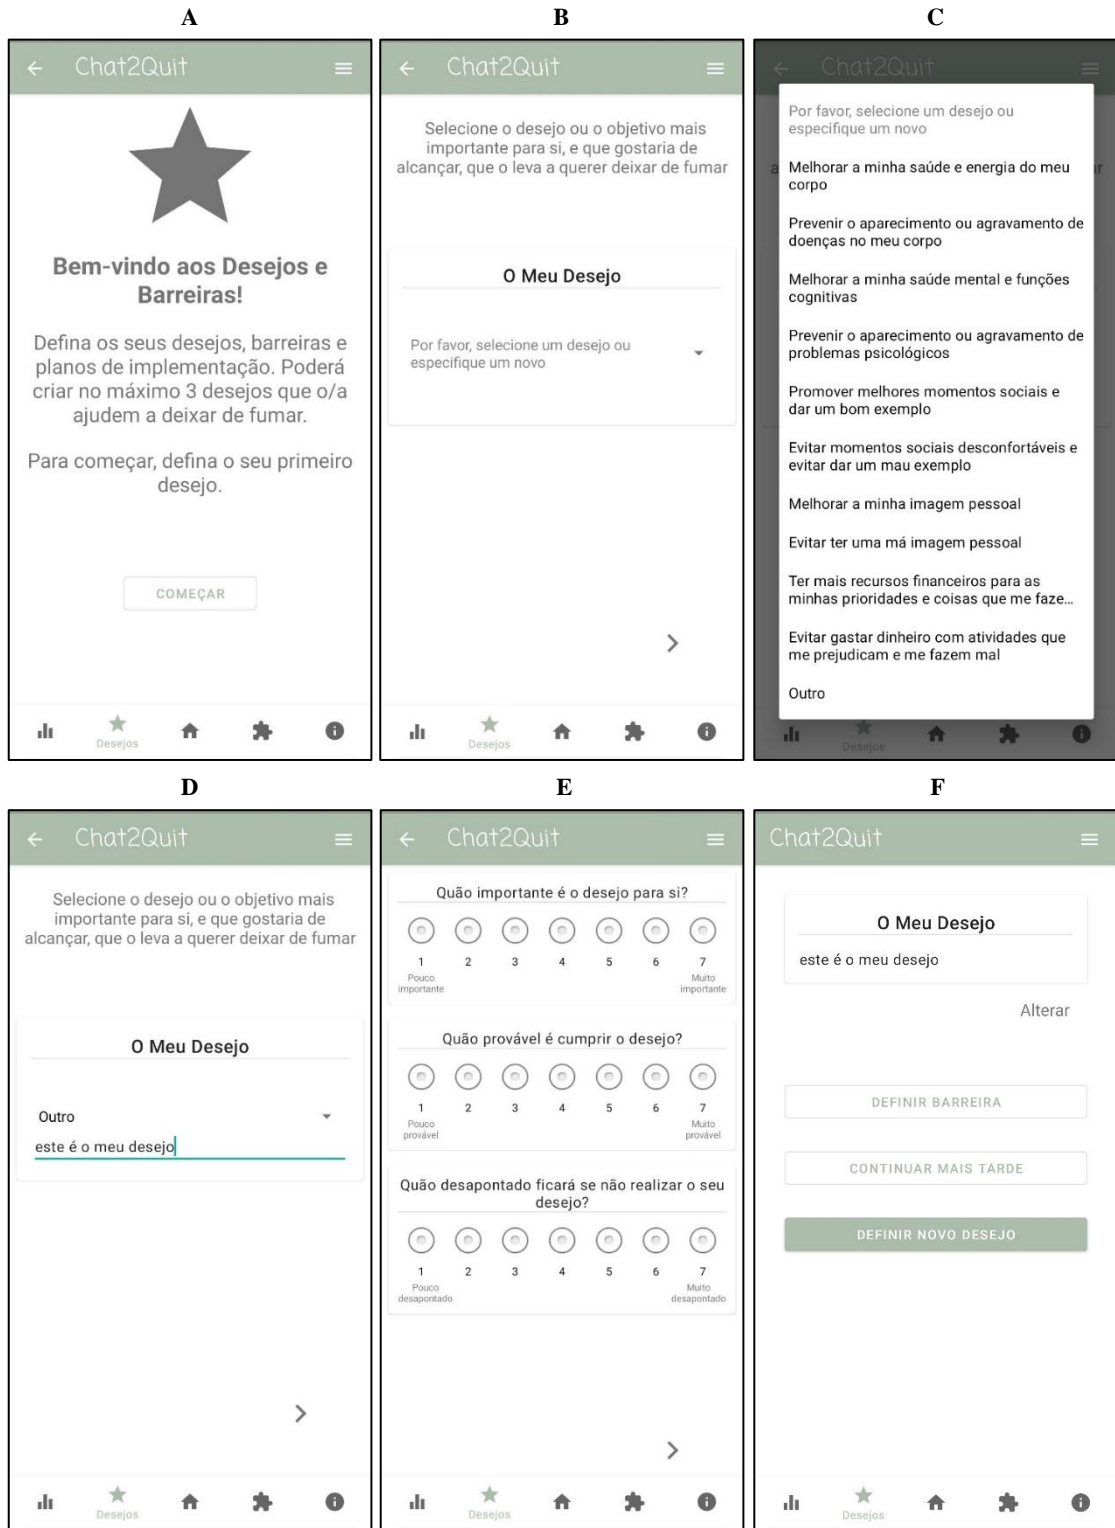 A
Chat2Quit
Bem-vindo aos Desejos e
Barreiras!
Defina os seus desejos, barreiras e
planos de implementação. Poderá
criar no máximo 3 desejos que o/a
ajudem a deixar de fumar.
Para começar, defina o seu primeiro
desejo.
COMEÇAR
Desejos
B
Chat2Quit
Selecione o desejo ou o objetivo mais
importante para si, e que gostaria de
alcançar, que o leva a querer deixar de fumar
O Meu Desejo
Por favor, selecione um desejo ou
especifique um novo
Desejos
C
Chat2Quit
Por favor, selecione um desejo ou
especifique um novo
Melhorar a minha saúde e energia do meu
corpo
Prevenir o aparecimento ou agravamento de
doenças no meu corpo
Melhorar a minha saúde mental e funções
cognitivas
Prevenir o aparecimento ou agravamento de
problemas psicológicos
Promover melhores momentos sociais e
dar um bom exemplo
Evitar momentos sociais desconfortáveis e
evitar dar um mau exemplo
Melhorar a minha imagem pessoal
Evitar ter uma má imagem pessoal
Ter mais recursos financeiros para as
minhas prioridades e coisas que me faze...
Evitar gastar dinheiro com atividades que
me prejudicam e me fazem mal
Outro
Desejos
D
Chat2Quit
Selecione o desejo ou o objetivo mais
importante para si, e que gostaria de
alcançar, que o leva a querer deixar de fumar
O Meu Desejo
Outro
este é o meu desejo
Desejos
E
Chat2Quit
Quão importante é o desejo para si?
1 2 3 4 5 6 7
Pouco importante Muito importante
Quão provável é cumprir o desejo?
1 2 3 4 5 6 7
Pouco provável Muito provável
Quão desapontado ficará se não realizar o seu
desejo?
1 2 3 4 5 6 7
Pouco desapontado Muito desapontado
Desejos
F
Chat2Quit
O Meu Desejo
este é o meu desejo
Alterar
DEFINIR BARREIRA
CONTINUAR MAIS TARDE
DEFINIR NOVO DESEJO
Desejos